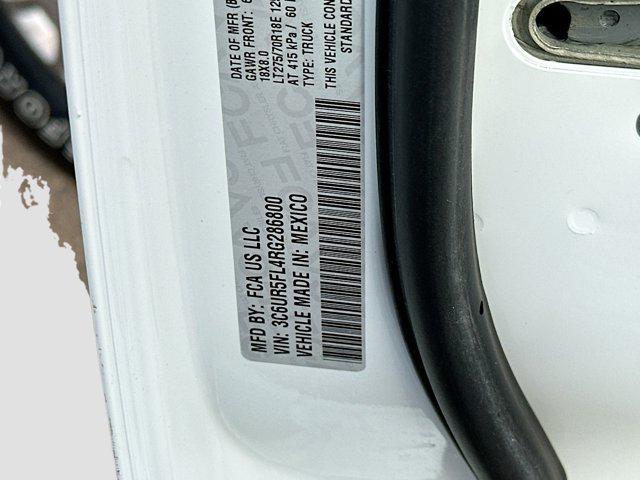 MFD BY: FCA US LLC
VIN: 3C6UR5FL4RG286800
VEHICLE MADE IN: MEXICO
DATE OF MFR
GAWR FRONT:
18X8.0
LT275/70R18E
AT 415 kPa / 60
TYPE: TRUCK
THIS VEHICLE
STANDARD